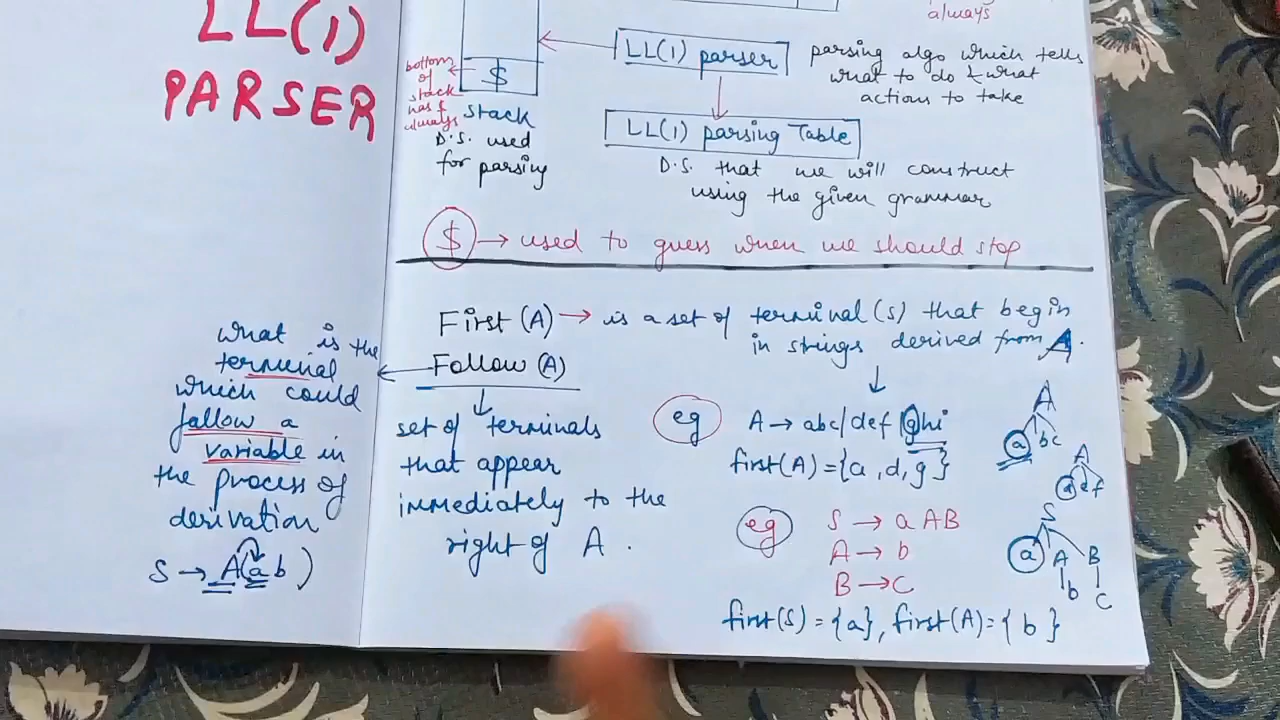 LL(1)
PARSER
always
bottom
of
stack
has $
always
$
stack
D.S. used
for parsing
LL(1) parser
parsing algo which tells
what to do & what
actions to take
LL(1) parsing Table
D.S. that we will construct
using the given grammar
$ → used to guess when we should stop
First (A) → is a set of terminal(s) that begin
in strings derived from A.
Follow (A)
what is the
terminal
which could
follow a
variable in
the process of
derivation
S → A(a b)
set of terminals
that appear
immediately to the
right of A.
eg
A → abc/def/ghi
first(A) = {a, d, g}
A
a bc
A
d e f
eg
S → a A B
A → b
B → C
S
a A B
b C
first(S) = {a}, first(A) = { b }